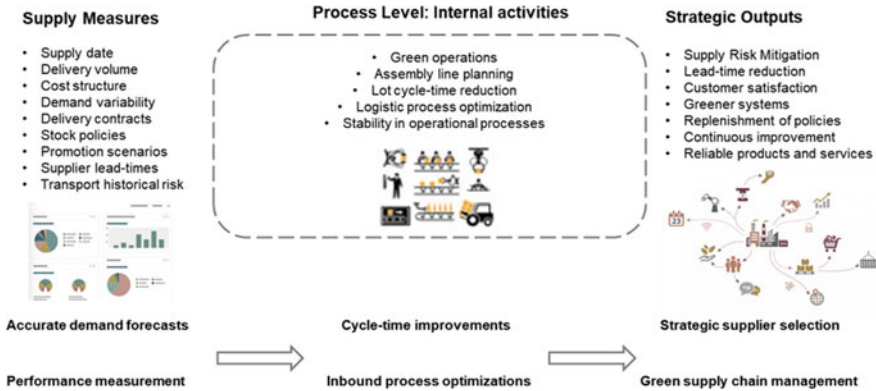 Supply Measures
Supply date
Delivery volume
Cost structure
Demand variability
Delivery contracts
Stock policies
Promotion scenarios
Supplier lead-times
Transport historical risk
Process Level: Internal activities
Green operations
Assembly line planning
Lot cycle-time reduction
Logistic process optimization
Stability in operational processes
Strategic Outputs
Supply Risk Mitigation
Lead-time reduction
Customer satisfaction
Greener systems
Replenishment of policies
Continuous improvement
Reliable products and services
23
Accurate demand forecasts
Cycle-time improvements
Strategic supplier selection
Performance measurement
Inbound process optimizations
Green supply chain management